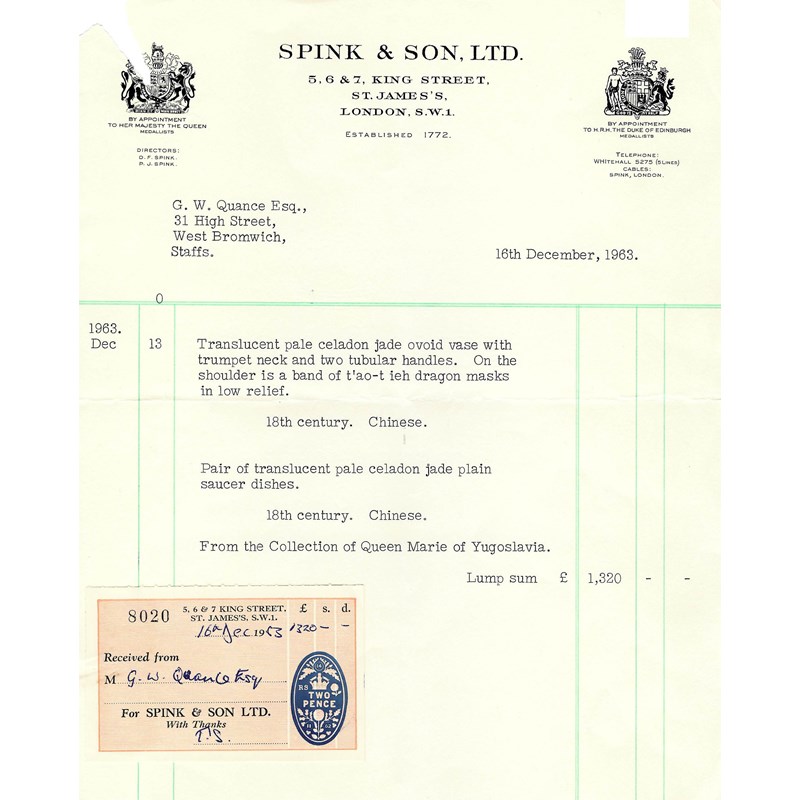 SPINK & SON, LTD.
5, 6 & 7, KING STREET,
ST. JAMES'S,
LONDON, S.W.1.
ESTABLISHED 1772.
BY APPOINTMENT
TO HER MAJESTY THE QUEEN
MEDALLISTS
DIRECTORS:
D. F. SPINK.
P. J. SPINK.
BY APPOINTMENT
TO H.R.H. THE DUKE OF EDINBURGH
MEDALLISTS
TELEPHONE:
WHITEHALL 5275 (5 LINES)
CABLES:
SPINK, LONDON.
G. W. Quance Esq.,
31 High Street,
West Bromwich,
Staffs.
16th December, 1963.
0
1963.
Dec 13 Translucent pale celadon jade ovoid vase with
trumpet neck and two tubular handles. On the
shoulder is a band of t'ao-t ieh dragon masks
in low relief.
18th century. Chinese.
Pair of translucent pale celadon jade plain
saucer dishes.
18th century. Chinese.
From the Collection of Queen Marie of Yugoslavia.
Lump sum £ 1,320 - -
8020 5, 6 & 7 KING STREET. £ s. d.
ST. JAMES'S. S.W.1.
16th Dec 1963 1320 - -
Received from
M G. W. Quance Esq
RS TWO
PENCE
For SPINK & SON LTD.
With Thanks